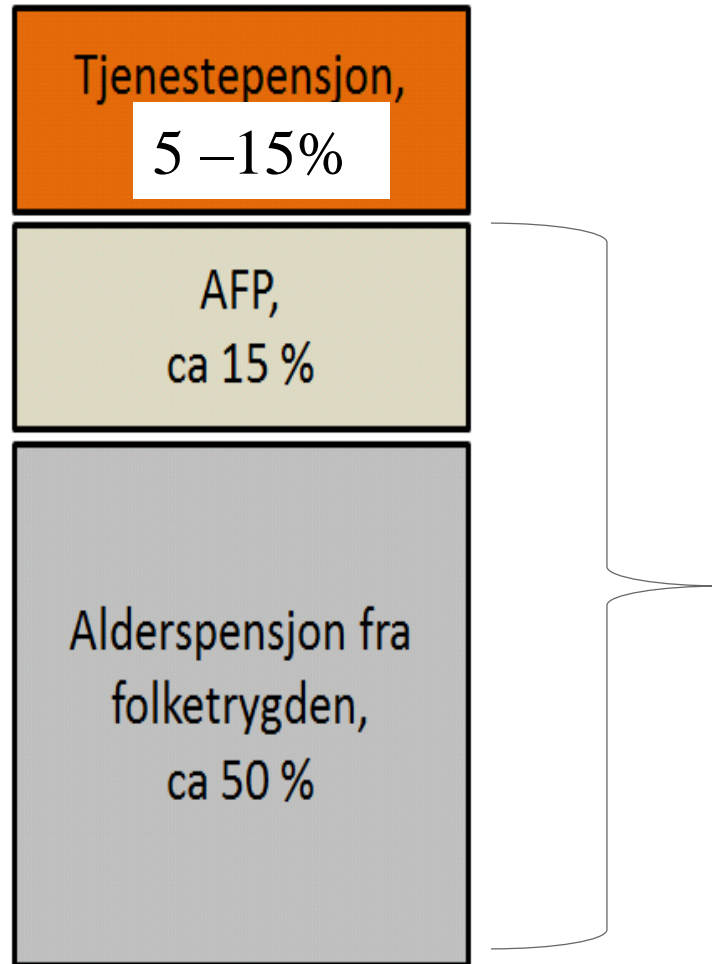 Tjenestepensjon,
5 –15%
AFP,
ca 15 %
Alderspensjon fra
folketrygden,
ca 50 %